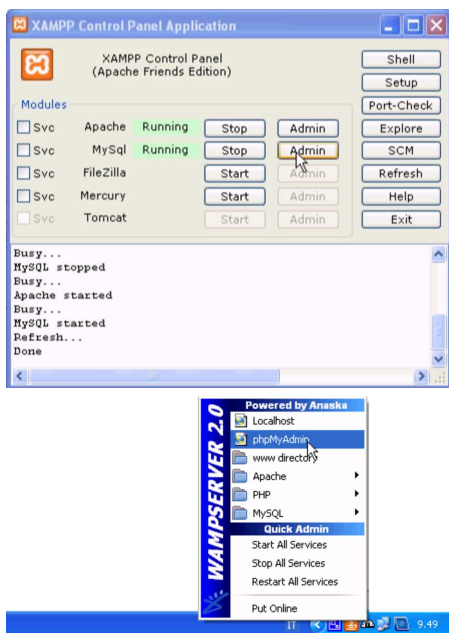 XAMPP Control Panel Application
XAMPP Control Panel
(Apache Friends Edition)
Shell
Setup
Port-Check
Explore
SCM
Refresh
Help
Exit
Modules
Svc Apache Running Stop Admin
Svc MySql Running Stop Admin
Svc FileZilla Start Admin
Svc Mercury Start Admin
Svc Tomcat Start Admin
Busy...
MySQL stopped
Busy...
Apache started
Busy...
MySQL started
Refresh...
Done
WAMPSERVER 2.0
Powered by Anaska
Localhost
phpMyAdmin
www directory
Apache
PHP
MySQL
Quick Admin
Start All Services
Stop All Services
Restart All Services
Put Online
IT 9.49